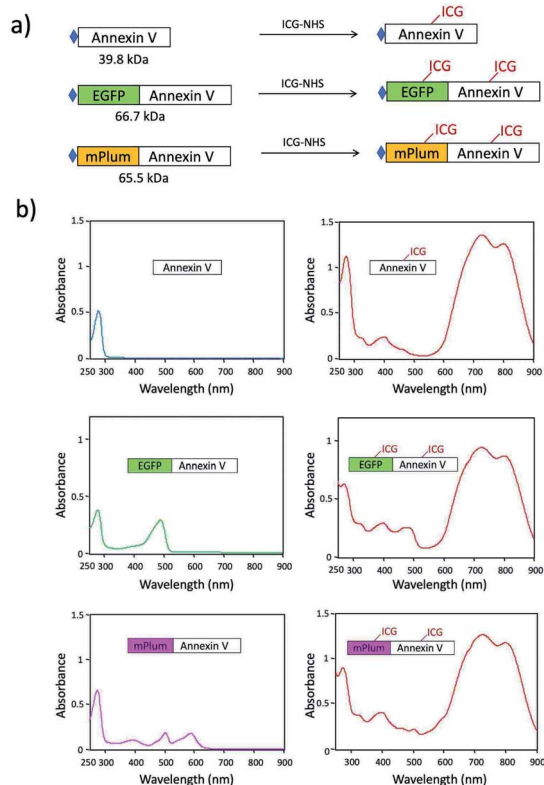 a)
ICG
Annexin V
ICG-NHS
Annexin V
39.8 kDa
ICG ICG
EGFP Annexin V
ICG-NHS
EGFP Annexin V
66.7 kDa
ICG ICG
mPlum Annexin V
ICG-NHS
mPlum Annexin V
65.5 kDa
b)
1.5
1
0.5
0
Absorbance
Annexin V
250 300 400 500 600 700 800 900
Wavelength (nm)
1.5
1
0.5
0
Absorbance
ICG
Annexin V
250 300 400 500 600 700 800 900
Wavelength (nm)
1
0.5
0
Absorbance
EGFP Annexin V
250 300 400 500 600 700 800 900
Wavelength (nm)
1
0.5
0
Absorbance
ICG ICG
EGFP Annexin V
250 300 400 500 600 700 800 900
Wavelength (nm)
1.5
1
0.5
0
Absorbance
mPlum Annexin V
250 300 400 500 600 700 800 900
Wavelength (nm)
1.5
1
0.5
0
Absorbance
ICG ICG
mPlum Annexin V
300 400 500 600 700 800 900
Wavelength (nm)